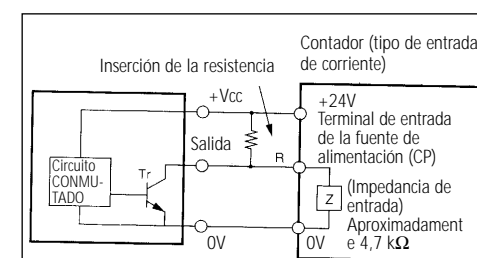 Contador (tipo de entrada
de corriente)
Inserción de la resistencia
+Vcc
+24V
Terminal de entrada
de la fuente de
alimentación (CP)
Salida
R
Circuito
CONMU-
TADO
Tr
Z
(Impedancia de
entrada)
Aproximadament
e 4,7 kΩ
0V
0V